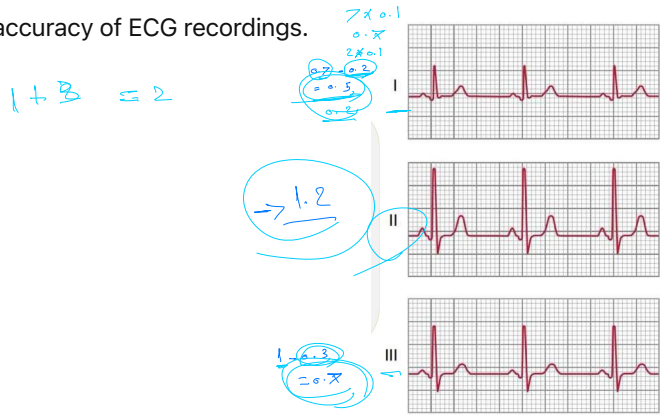 accuracy of ECG recordings.
7 x 0.1
0.7
2 x 0.1
0.7 - 0.2
= 0.5
0.2
I
1 + 3 = 2
→ 1.2
II
1 - 0.3
= 0.7
III